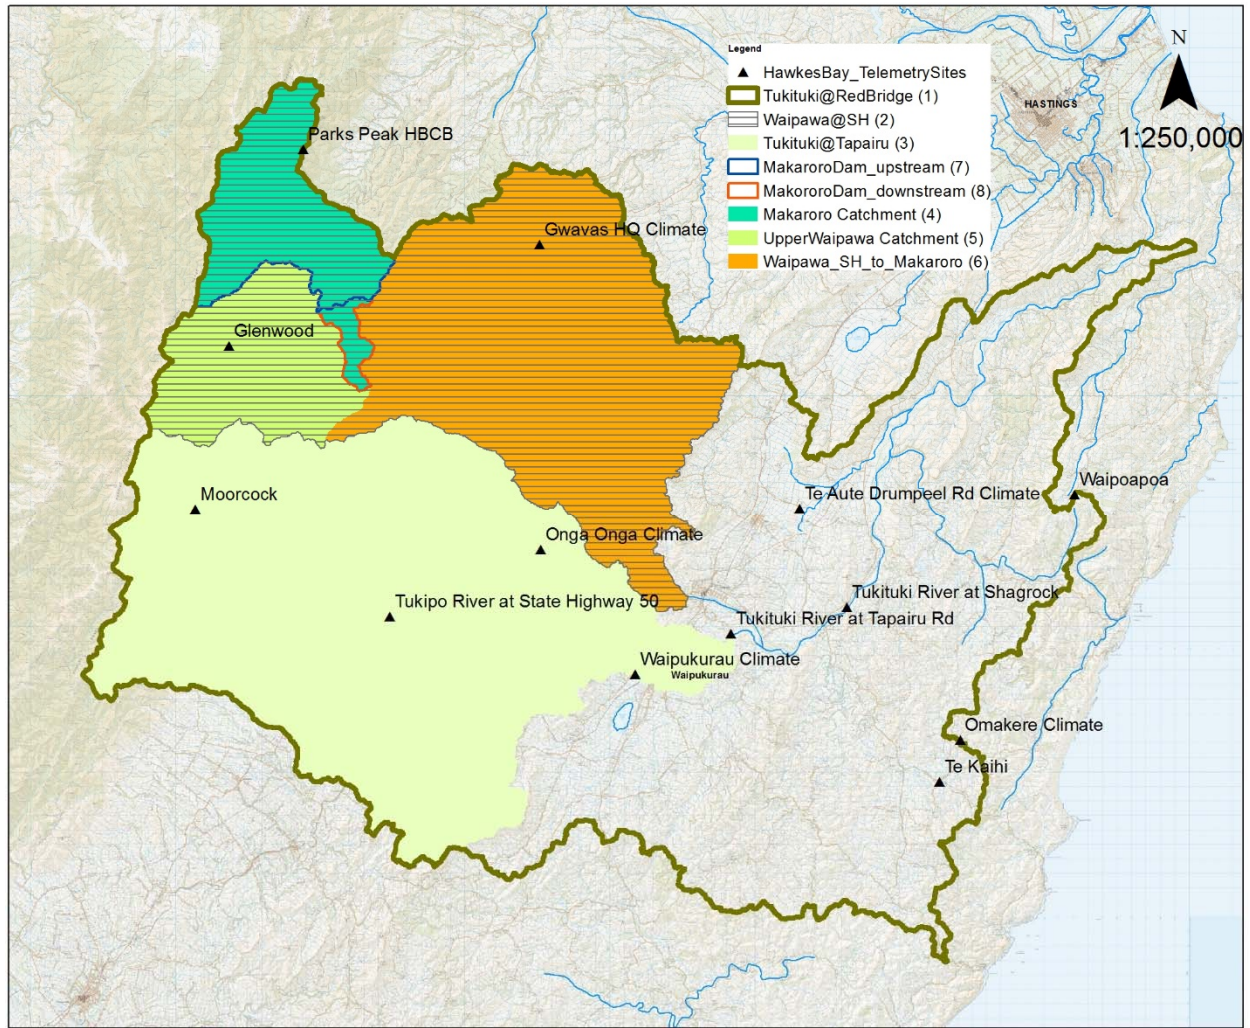 Legend
HawkesBay_TelemetrySites
Tukituki@RedBridge (1)
Waipawa@SH (2)
Tukituki@Tapairu (3)
MakaroroDam_upstream (7)
MakororoDam_downstream (8)
Makaroro Catchment (4)
UpperWaipawa Catchment (5)
Waipawa_SH_to_Makaroro (6)
N
1:250,000
HASTINGS
Parks Peak HBCB
Gwavas HQ Climate
Glenwood
Moorcock
Te Aute Drumpeel Rd Climate
Waipoapoa
Onga Onga Climate
Tukipo River at State Highway 50
Tukituki River at Shagrock
Tukituki River at Tapairu Rd
Waipukurau Climate
Waipukurau
Omakere Climate
Te Kaihi